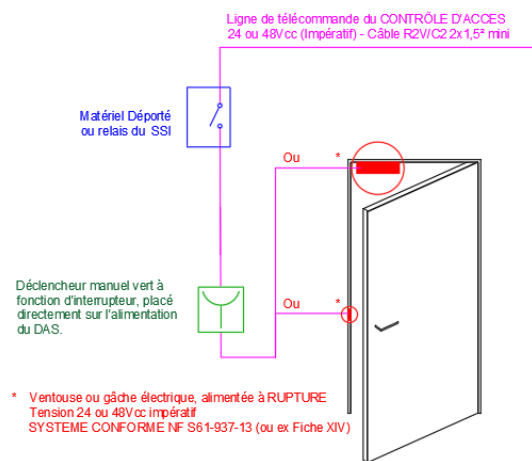 Ligne de télécommande du CONTRÔLE D'ACCES
24 ou 48Vcc (Impératif) - Câble R2V/C2 2x1,5² mini
Matériel Déporté
ou relais du SSI
Ou *
Déclencheur manuel vert à
fonction d'interrupteur, placé
directement sur l'alimentation
du DAS.
Ou *
* Ventouse ou gâche électrique, alimentée à RUPTURE
Tension 24 ou 48Vcc impératif
SYSTEME CONFORME NF S61-937-13 (ou ex Fiche XIV)